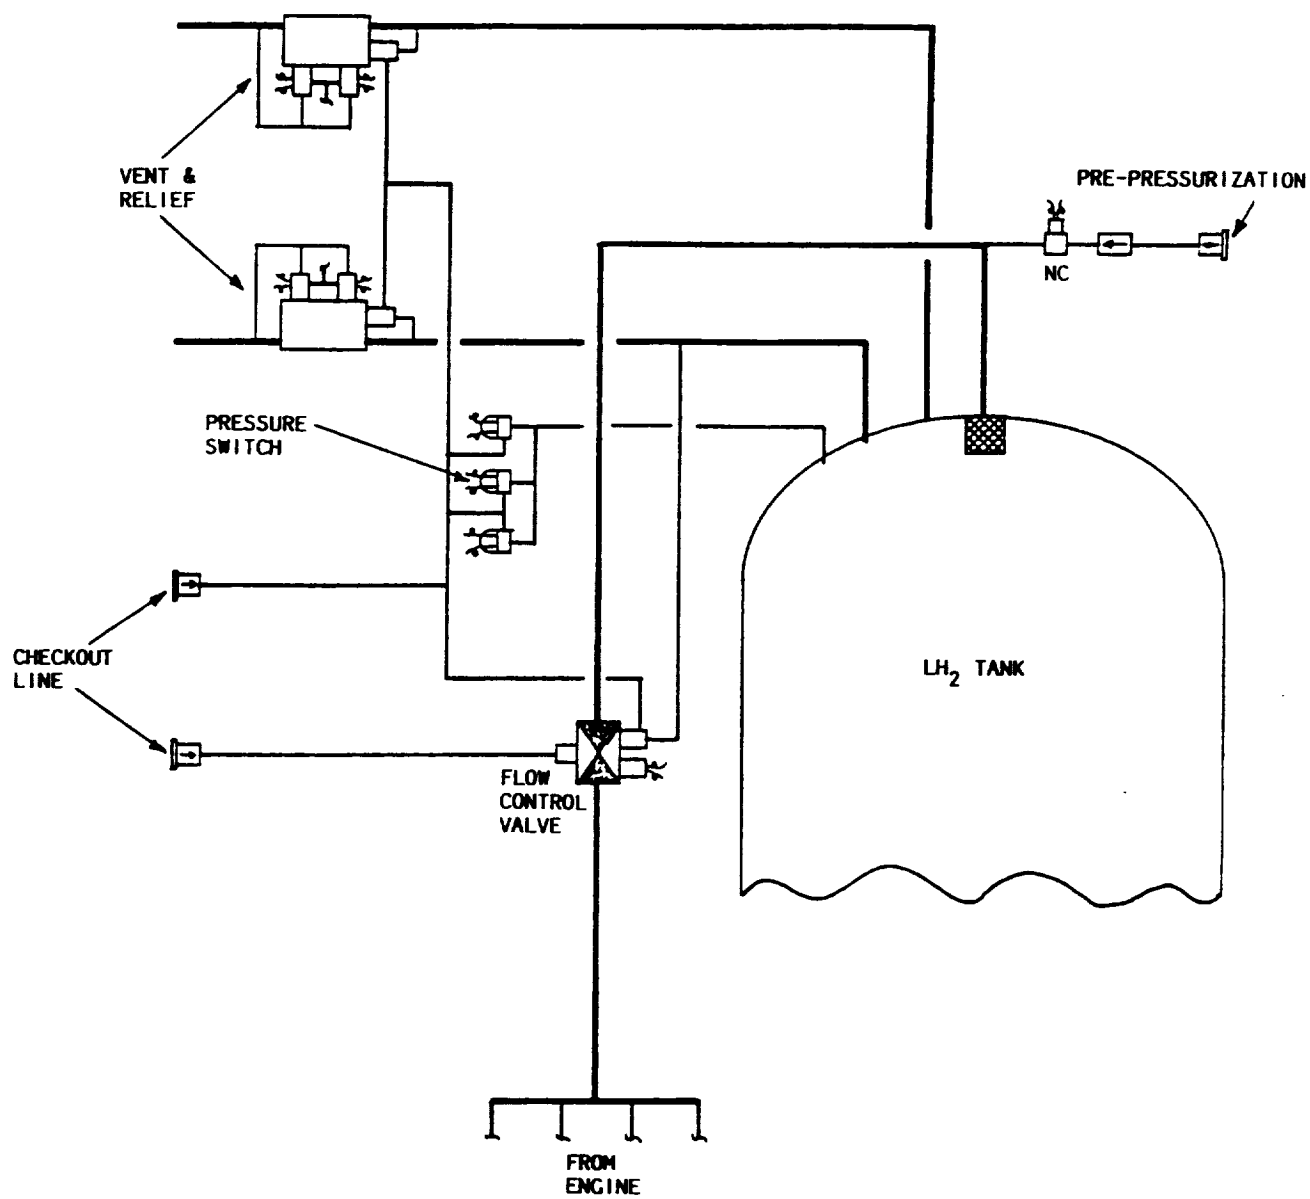 VENT &
RELIEF
PRE-PRESSURIZATION
NC
PRESSURE
SWITCH
CHECKOUT
LINE
LH₂ TANK
FLOW
CONTROL
VALVE
FROM
ENGINE